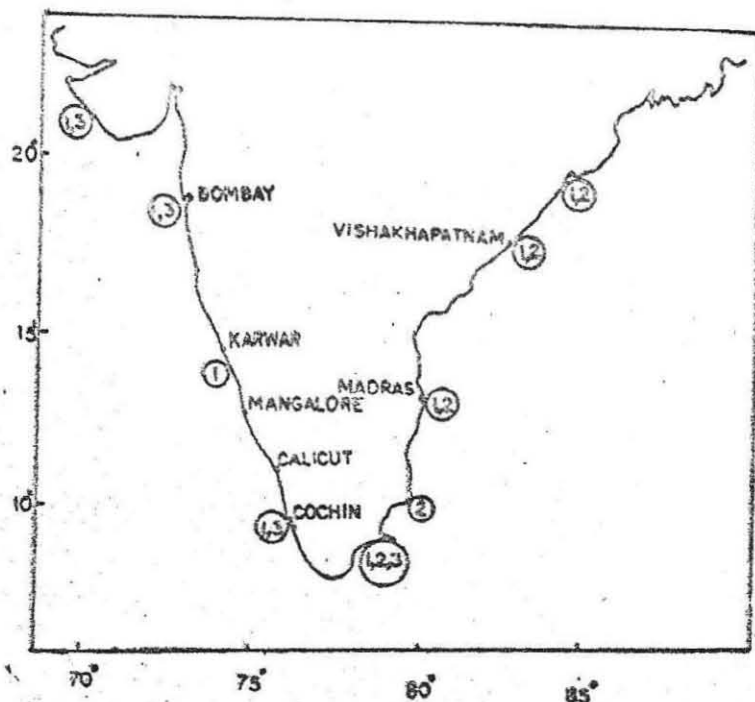 1,3
20°
BOMBAY
1,3
1,2
VISHAKHAPATNAM
1,2
15°
KARWAR
1
MADRAS
1,2
MANGALORE
CALICUT
10°
COCHIN
1,3
2
1,2,3
70°
75°
80°
85°